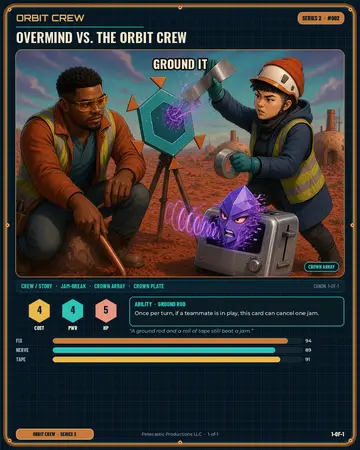 ORBIT CREW
SERIES 2 · #002
OVERMIND VS. THE ORBIT CREW
GROUND IT
CROWN ARRAY
CREW / STORY · JAM-BREAK · CROWN ARRAY · CROWN PLATE
CANON 1-OF-1
4
COST
4
PWR
5
HP
ABILITY · GROUND ROD
Once per turn, if a teammate is in play, this card can cancel one jam.
"A ground rod and a roll of tape still beat a jam."
FIX
94
NERVE
89
TAPE
91
ORBIT CREW · SERIES 2
Petecastic Productions LLC · 1-of-1
1-OF-1